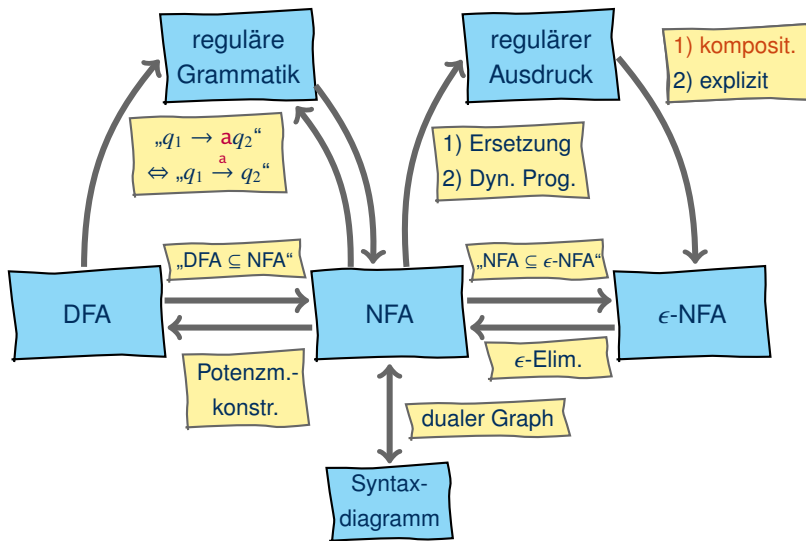 reguläre
Grammatik
regulärer
Ausdruck
1) komposit.
2) explizit
„q₁ → aq₂“
a
⇔ „q₁ → q₂“
1) Ersetzung
2) Dyn. Prog.
„DFA ⊆ NFA“
„NFA ⊆ ϵ-NFA“
DFA
NFA
ϵ-NFA
Potenzm.-
konstr.
ϵ-Elim.
dualer Graph
Syntax-
diagramm